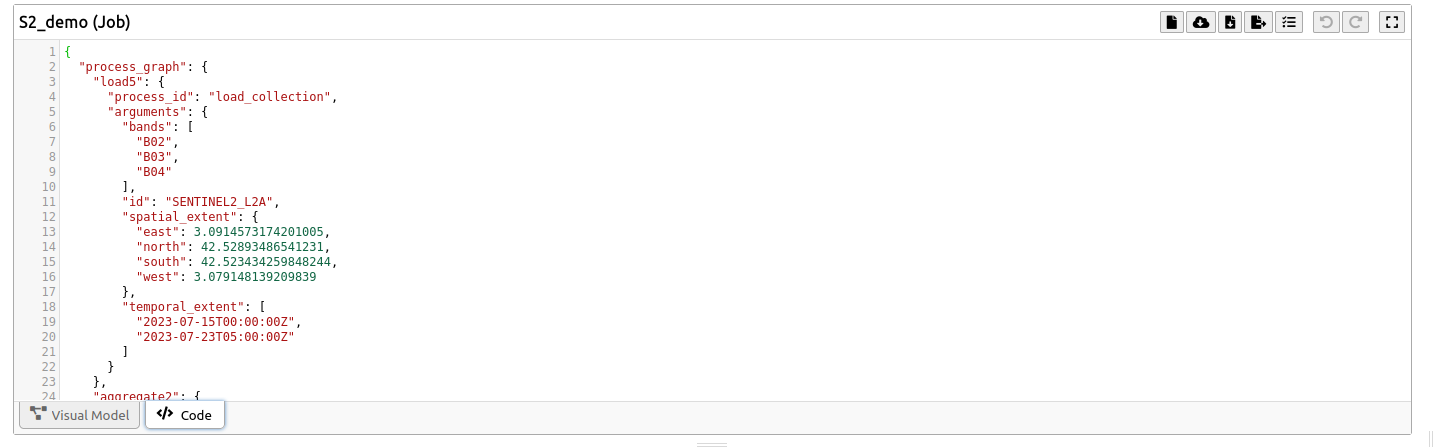 S2_demo (Job)
1 {
2 "process_graph": {
3 "load5": {
4 "process_id": "load_collection",
5 "arguments": {
6 "bands": [
7 "B02",
8 "B03",
9 "B04"
10 ],
11 "id": "SENTINEL2_L2A",
12 "spatial_extent": {
13 "east": 3.0914573174201005,
14 "north": 42.52893486541231,
15 "south": 42.523434259848244,
16 "west": 3.079148139209839
17 },
18 "temporal_extent": [
19 "2023-07-15T00:00:00Z",
20 "2023-07-23T05:00:00Z"
21 ]
22 }
23 },
24 "aggregate2": {
Visual Model
Code